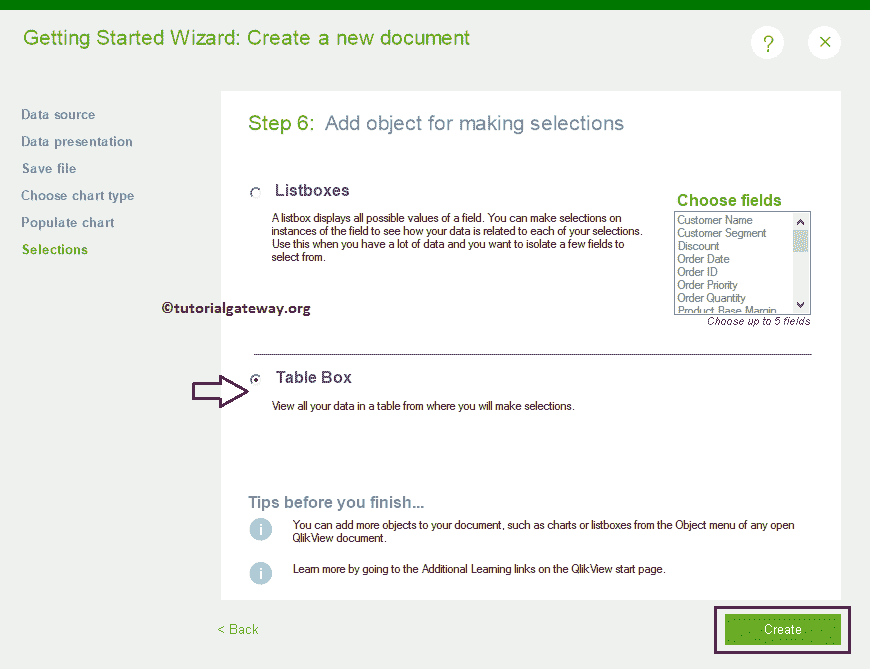 Getting Started Wizard: Create a new document
?
Data source
Data presentation
Save file
Choose chart type
Populate chart
Selections
Step 6: Add object for making selections
Listboxes
A listbox displays all possible values of a field. You can make selections on
instances of the field to see how your data is related to each of your selections.
Use this when you have a lot of data and you want to isolate a few fields to
select from.
Choose fields
Customer Name
Customer Segment
Discount
Order Date
Order ID
Order Priority
Order Quantity
Product Base Margin
Choose up to 5 fields
©tutorialgateway.org
Table Box
View all your data in a table from where you will make selections.
Tips before you finish...
i
You can add more objects to your document, such as charts or listboxes from the Object menu of any open
QlikView document.
i
Learn more by going to the Additional Learning links on the QlikView start page.
< Back
Create